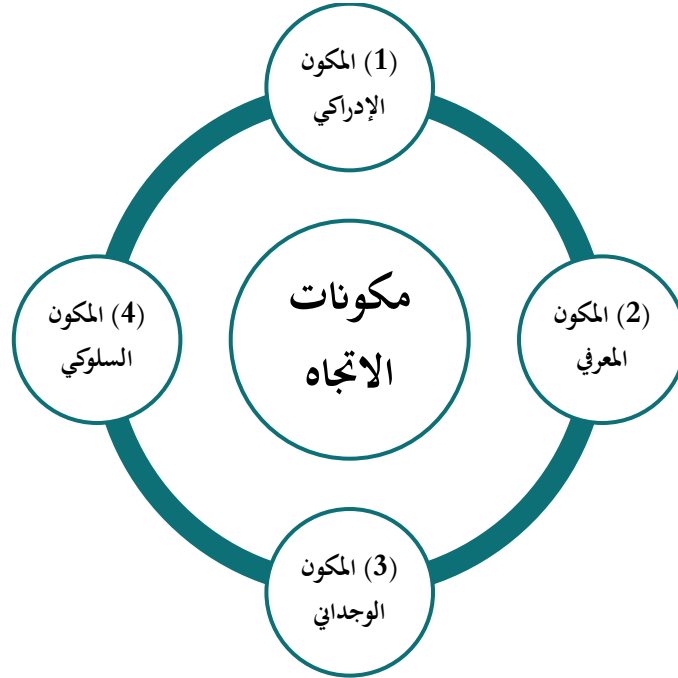 (1) المكون
الإدراكي
مكونات
الاتجاه
(2) المكون
المعرفي
(3) المكون
الوجداني
(4) المكون
السلوكي